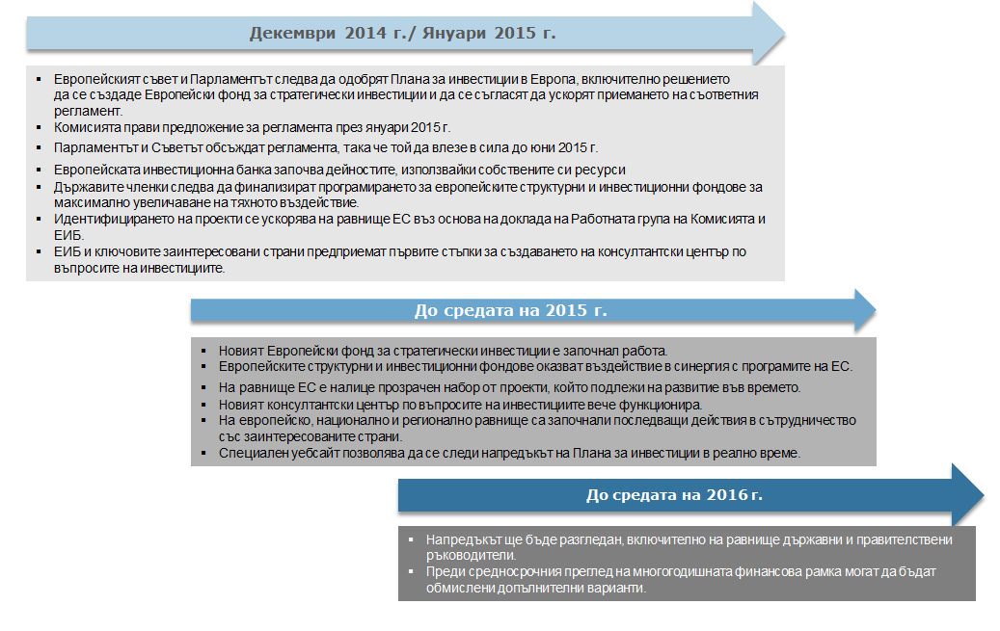 Декември 2014 г./ Януари 2015 г.
▪ Европейският съвет и Парламентът следва да одобрят Плана за инвестиции в Европа, включително решението
да се създаде Европейски фонд за стратегически инвестиции и да се съгласят да ускорят приемането на съответния
регламент.
▪ Комисията прави предложение за регламента през януари 2015 г.
▪ Парламентът и Съветът обсъждат регламента, така че той да влезе в сила до юни 2015 г.
▪ Европейската инвестиционна банка започва дейностите, използвайки собствените си ресурси
▪ Държавите членки следва да финализират програмирането за европейските структурни и инвестиционни фондове за
максимално увеличаване на тяхното въздействие.
▪ Идентифицирането на проекти се ускорява на равнище ЕС въз основа на доклада на Работната група на Комисията и
ЕИБ.
▪ ЕИБ и ключовите заинтересовани страни предприемат първите стъпки за създаването на консултантски център по
въпросите на инвестициите.
До средата на 2015 г.
▪ Новият Европейски фонд за стратегически инвестиции е започнал работа.
▪ Европейските структурни и инвестиционни фондове оказват въздействие в синергия с програмите на ЕС.
▪ На равнище ЕС е налице прозрачен набор от проекти, който подлежи на развитие във времето.
▪ Новият консултантски център по въпросите на инвестициите вече функционира.
▪ На европейско, национално и регионално равнище са започнали последващи действия в сътрудничество
със заинтересованите страни.
▪ Специален уебсайт позволява да се следи напредъкът на Плана за инвестиции в реално време.
До средата на 2016 г.
▪ Напредъкът ще бъде разгледан, включително на равнище държавни и правителствени
ръководители.
▪ Преди средносрочния преглед на многогодишната финансова рамка могат да бъдат
обмислени допълнителни варианти.